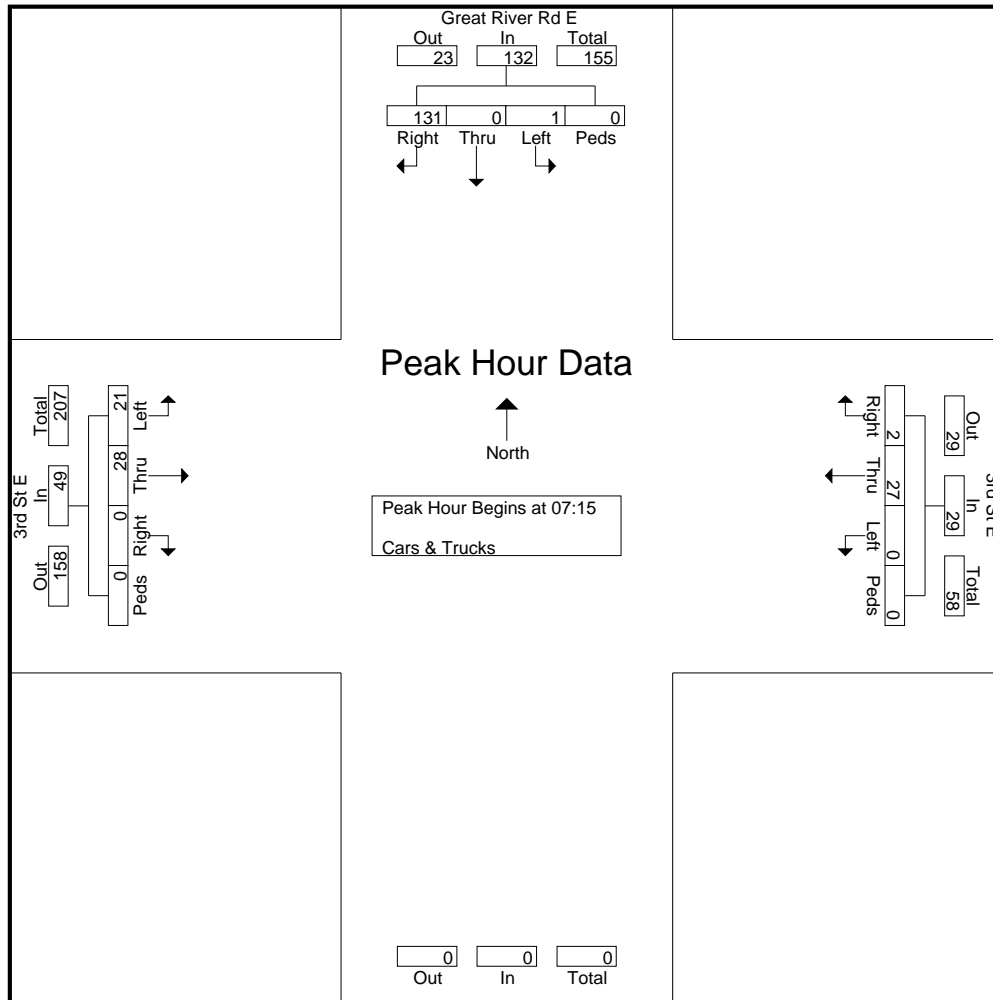 Great River Rd E
Out In Total
23 132 155
131 0 1 0
Right Thru Left Peds
Peak Hour Data
North
Peak Hour Begins at 07:15
Cars & Trucks
3rd St E
Total In Out
207 49 158
21 28 0 0
Left Thru Right Peds
Right Thru Left Peds
2 27 0 0
Out In Total
29 29 58
3rd St E
0 0 0
Out In Total